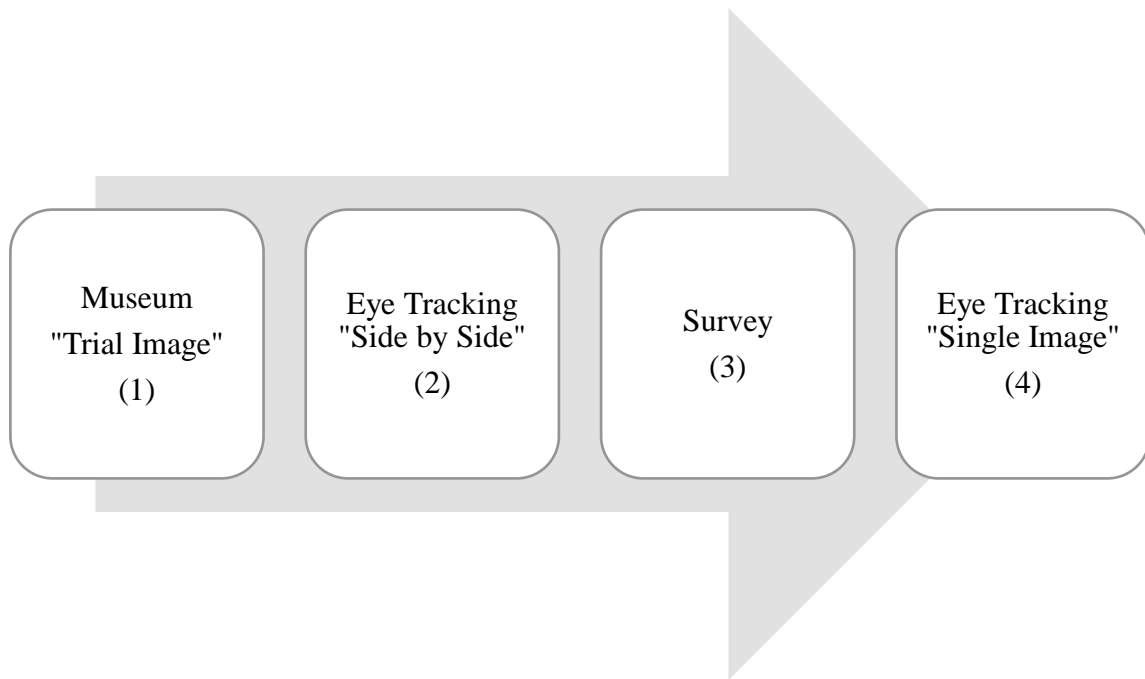 Museum
"Trial Image"
(1)
Eye Tracking
"Side by Side"
(2)
Survey
(3)
Eye Tracking
"Single Image"
(4)